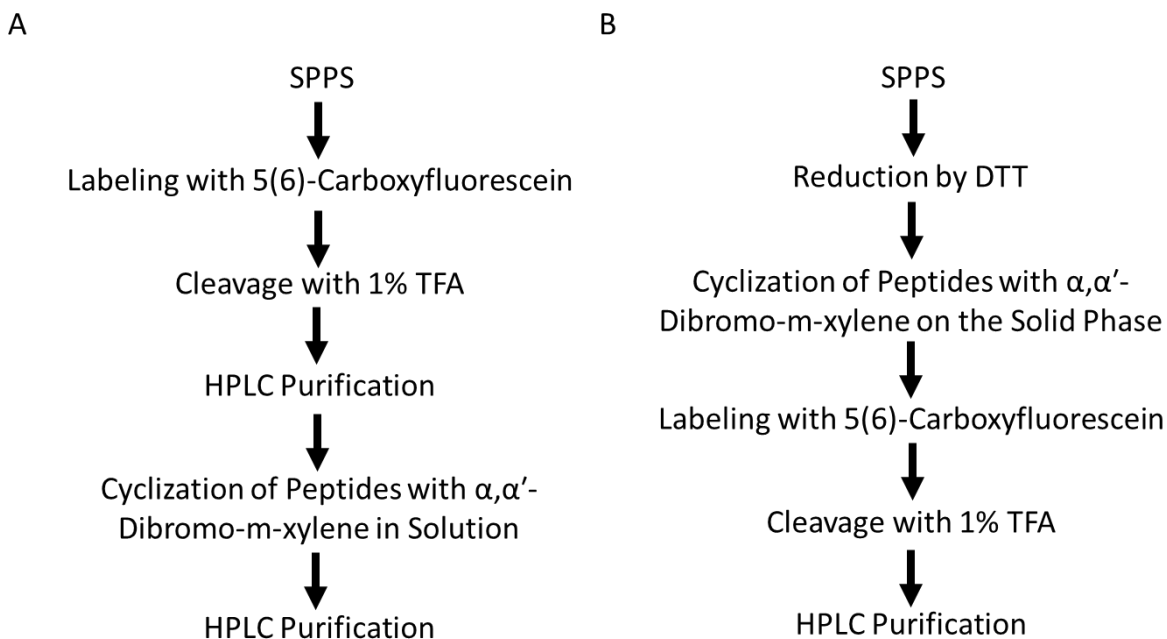 A
SPPS
Labeling with 5(6)-Carboxyfluorescein
Cleavage with 1% TFA
HPLC Purification
Cyclization of Peptides with α,α′-
Dibromo-m-xylene in Solution
HPLC Purification
B
SPPS
Reduction by DTT
Cyclization of Peptides with α,α′-
Dibromo-m-xylene on the Solid Phase
Labeling with 5(6)-Carboxyfluorescein
Cleavage with 1% TFA
HPLC Purification